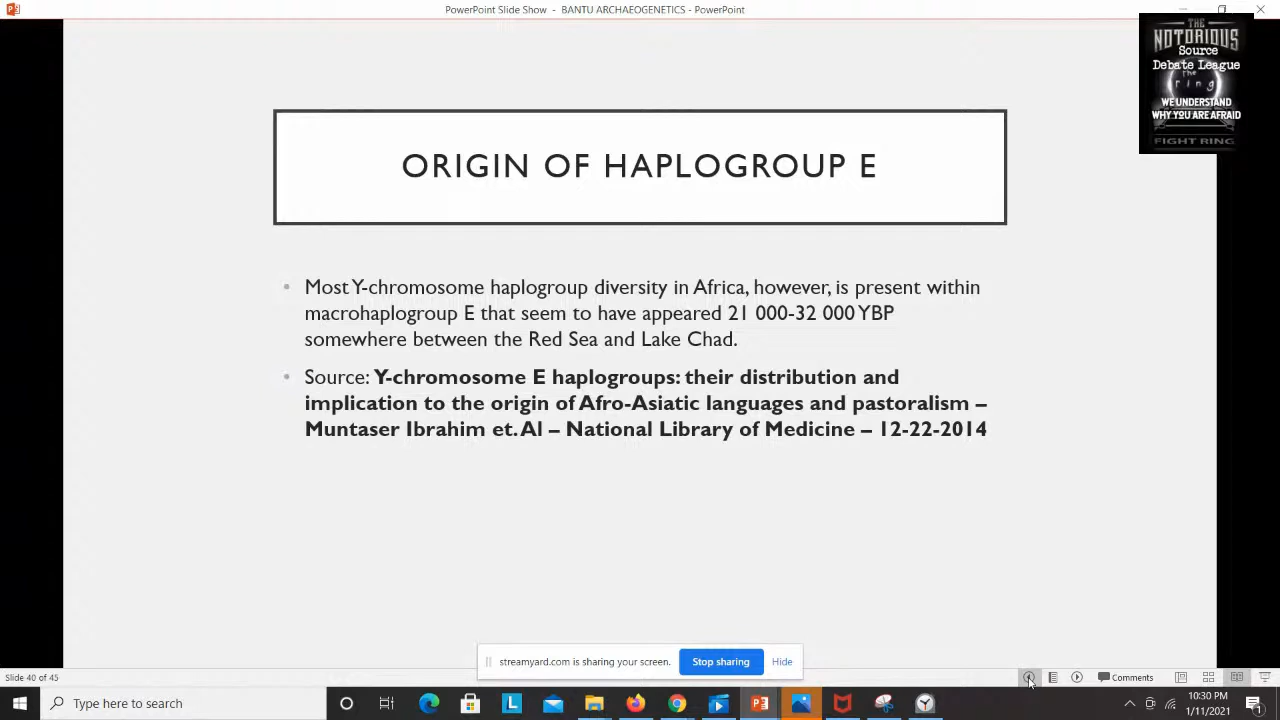 PowerPoint Slide Show - BANTU ARCHAEOGENETICS - PowerPoint
THE
NOTORIOUS
Source
Debate League
The
ring
WE UNDERSTAND
WHY YOU ARE AFRAID
FIGHT RING
ORIGIN OF HAPLOGROUP E
• Most Y-chromosome haplogroup diversity in Africa, however, is present within
macrohaplogroup E that seem to have appeared 21 000-32 000 YBP
somewhere between the Red Sea and Lake Chad.
• Source: Y-chromosome E haplogroups: their distribution and
implication to the origin of Afro-Asiatic languages and pastoralism –
Muntaser Ibrahim et. Al – National Library of Medicine – 12-22-2014
streamyard.com is sharing your screen.
Stop sharing
Hide
Slide 40 of 45
Comments
Type here to search
10:30 PM
1/11/2021